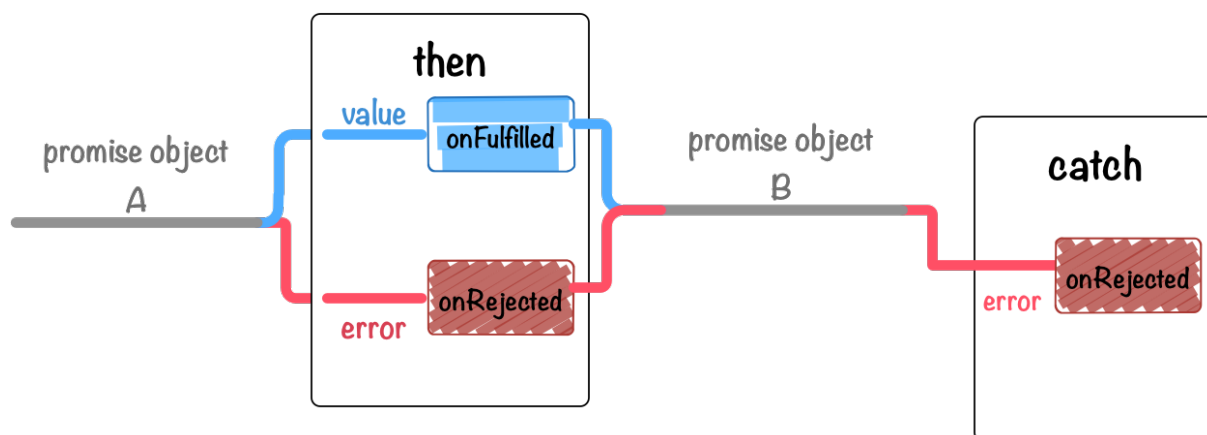 then
value
onFulfilled
promise object
A
error
onRejected
promise object
B
catch
error
onRejected